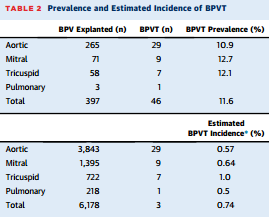 TABLE 2 Prevalence and Estimated Incidence of BPVT
BPV Explanted (n) BPVT (n) BPVT Prevalence (%)
Aortic 265 29 10.9
Mitral 71 9 12.7
Tricuspid 58 7 12.1
Pulmonary 3 1
Total 397 46 11.6
Estimated
BPVT Incidence* (%)
Aortic 3,843 29 0.57
Mitral 1,395 9 0.64
Tricuspid 722 7 1.0
Pulmonary 218 1 0.5
Total 6,178 3 0.74